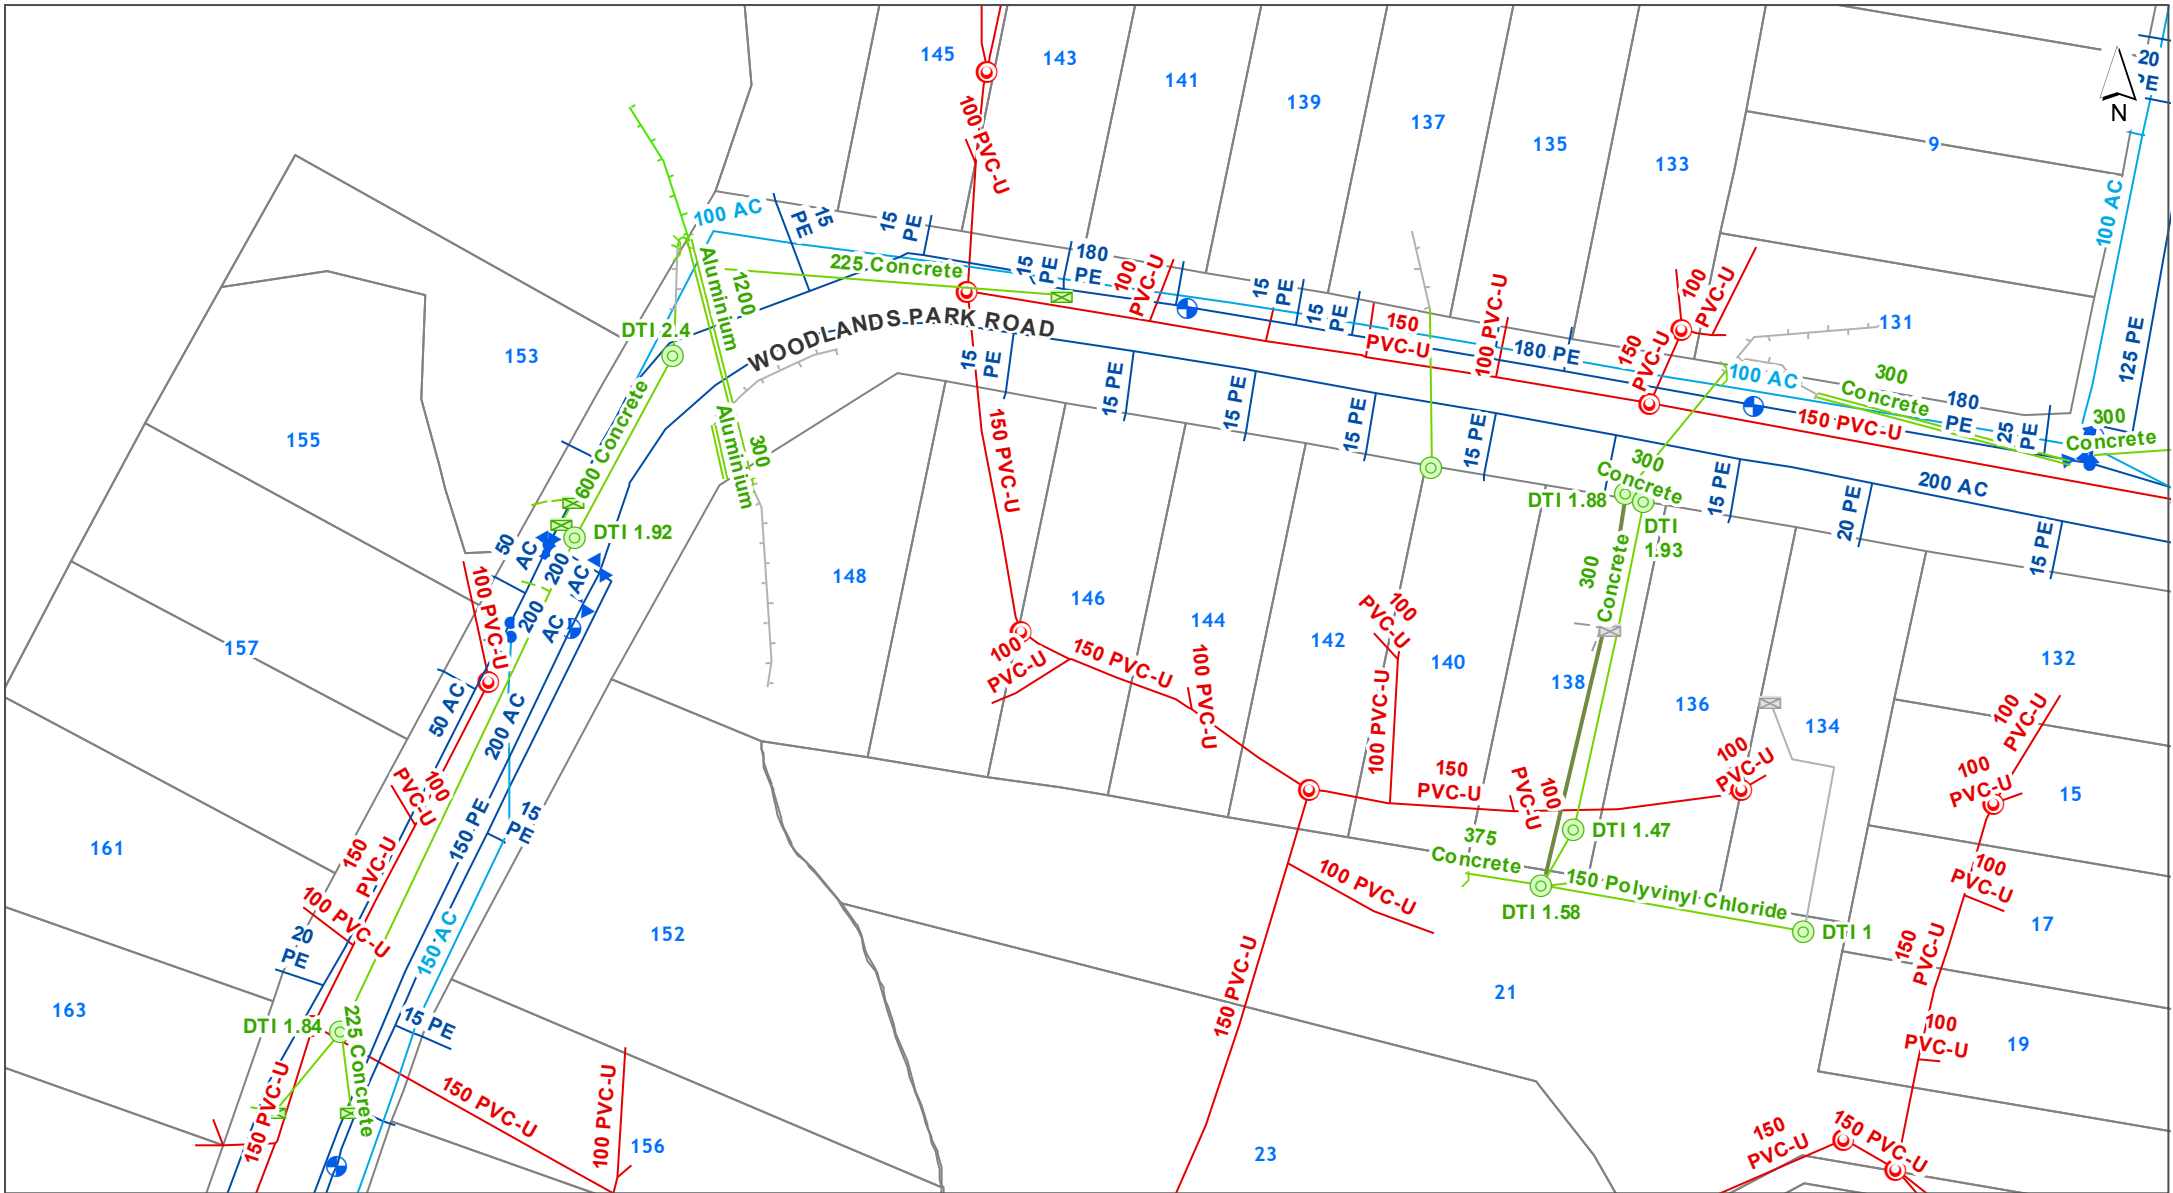 145
143
141
139
137
135
133
9
20
PE
N
100 PVC-U
100 AC
15
PE
15
PE
100 AC
180
PE
15
PE
225 Concrete
100
PVC-U
15
PE
15
PE
100 PVC-U
100
PVC-U
131
125 PE
1200
Aluminium
DTI 2.4
WOODLANDS PARK ROAD
150
PVC-U
180 PE
150
PVC-U
100 AC
300
Concrete
180
PE
25
PE
300
Concrete
153
15
PE
15 PE
15 PE
15 PE
15 PE
150 PVC-U
155
600 Concrete
300
Aluminium
150 PVC-U
300
Concrete
DTI 1.88
DTI
1.93
15 PE
20 PE
200 AC
15 PE
DTI 1.92
50
AC
200
AC
200
AC
100 PVC-U
148
146
144
142
140
138
136
134
132
300
Concrete
157
50 AC
200 AC
100
PVC-U
150 PVC-U
100 PVC-U
100
PVC-U
100 PVC-U
150
PVC-U
100
PVC-U
100
PVC-U
100
PVC-U
100
PVC-U
15
161
100
PVC-U
150
PVC-U
150 PE
15
PE
DTI 1.47
375
Concrete
150 Polyvinyl Chloride
DTI 1.58
DTI 1
100
PVC-U
17
150
PVC-U
100 PVC-U
100 PVC-U
20
PE
150 AC
152
150 PVC-U
21
163
DTI 1.84
225 Concrete
15 PE
100
PVC-U
19
150 PVC-U
150 PVC-U
100 PVC-U
156
23
150
PVC-U
150 PVC-U